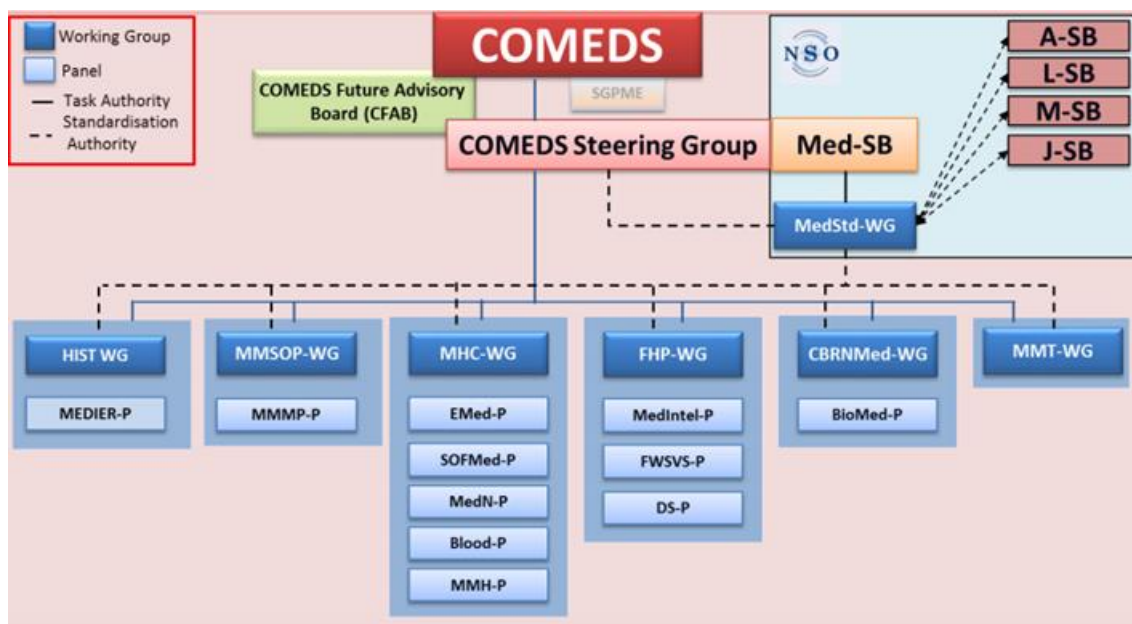 Working Group
Panel
Task Authority
Standardisation
Authority
COMEDS
COMEDS Future Advisory
Board (CFAB)
SGPME
COMEDS Steering Group
Med-SB
NSO
A-SB
L-SB
M-SB
J-SB
MedStd-WG
HIST WG
MEDIER-P
MMSOP-WG
MMMP-P
MHC-WG
EMed-P
SOFMed-P
MedN-P
Blood-P
MMH-P
FHP-WG
MedIntel-P
FWSVS-P
DS-P
CBRNMed-WG
BioMed-P
MMT-WG